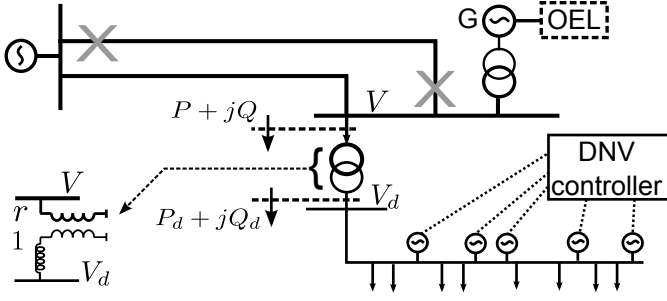 G
OEL
V
P + jQ
V
r
1
V_d
P_d + jQ_d
V_d
DNV
controller